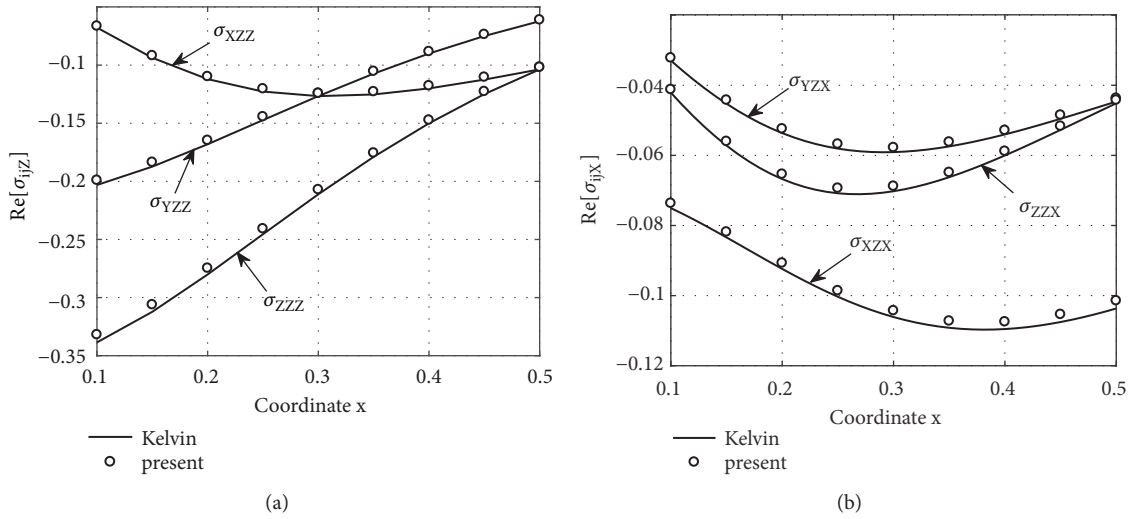 −0.1
−0.15
−0.2
−0.25
−0.3
−0.35
0.1
0.2
0.3
0.4
0.5
Re[σijZ]
Coordinate x
σXZZ
σYZZ
σZZZ
Kelvin
present
(a)
−0.04
−0.06
−0.08
−0.1
−0.12
0.1
0.2
0.3
0.4
0.5
Re[σijX]
Coordinate x
σYZX
σZZX
σXZX
Kelvin
present
(b)